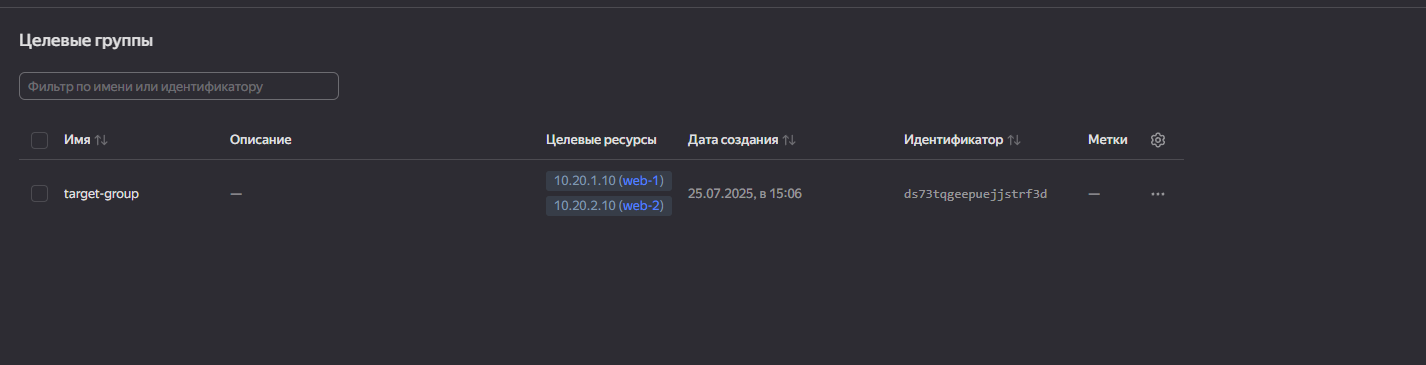 Целевые группы
Фильтр по имени или идентификатору
Имя Описание Целевые ресурсы Дата создания Идентификатор Метки
target-group — 10.20.1.10 (web-1) 25.07.2025, в 15:06 ds73tqgeepuejjstrf3d —
10.20.2.10 (web-2)